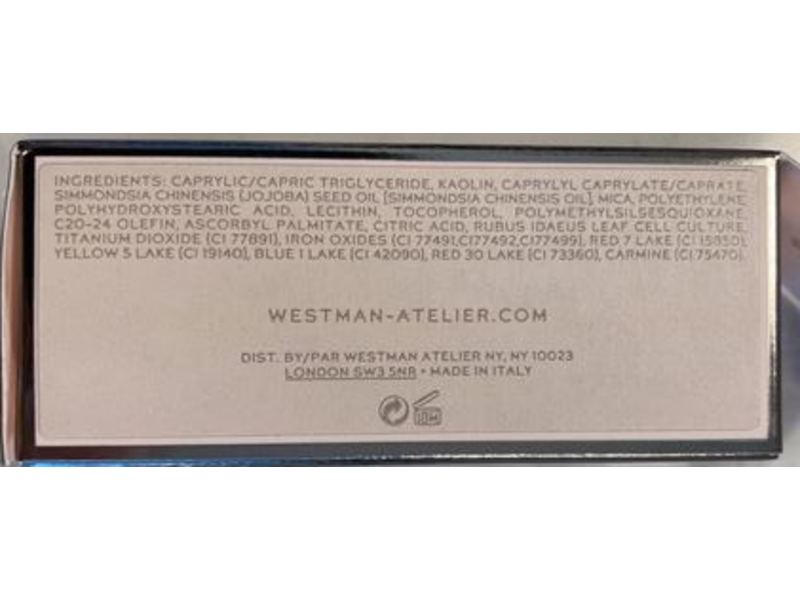 INGREDIENTS: CAPRYLIC/CAPRIC TRIGLYCERIDE, KAOLIN, CAPRYLYL CAPRYLATE/CAPRATE,
SIMMONDSIA CHINENSIS (JOJOBA) SEED OIL [SIMMONDSIA CHINENSIS OIL], MICA, POLYETHYLENE,
POLYHYDROXYSTEARIC ACID, LECITHIN, TOCOPHEROL, POLYMETHYLSILSESQUIOXANE,
C20-24 OLEFIN, ASCORBYL PALMITATE, CITRIC ACID, RUBUS IDAEUS LEAF CELL CULTURE,
TITANIUM DIOXIDE (CI 77891), IRON OXIDES (CI 77491,CI77492,CI77499), RED 7 LAKE (CI 15850),
YELLOW 5 LAKE (CI 19140), BLUE 1 LAKE (CI 42090), RED 30 LAKE (CI 73360), CARMINE (CI 75470).
WESTMAN-ATELIER.COM
DIST. BY/PAR WESTMAN ATELIER NY, NY 10023
LONDON SW3 5NR • MADE IN ITALY